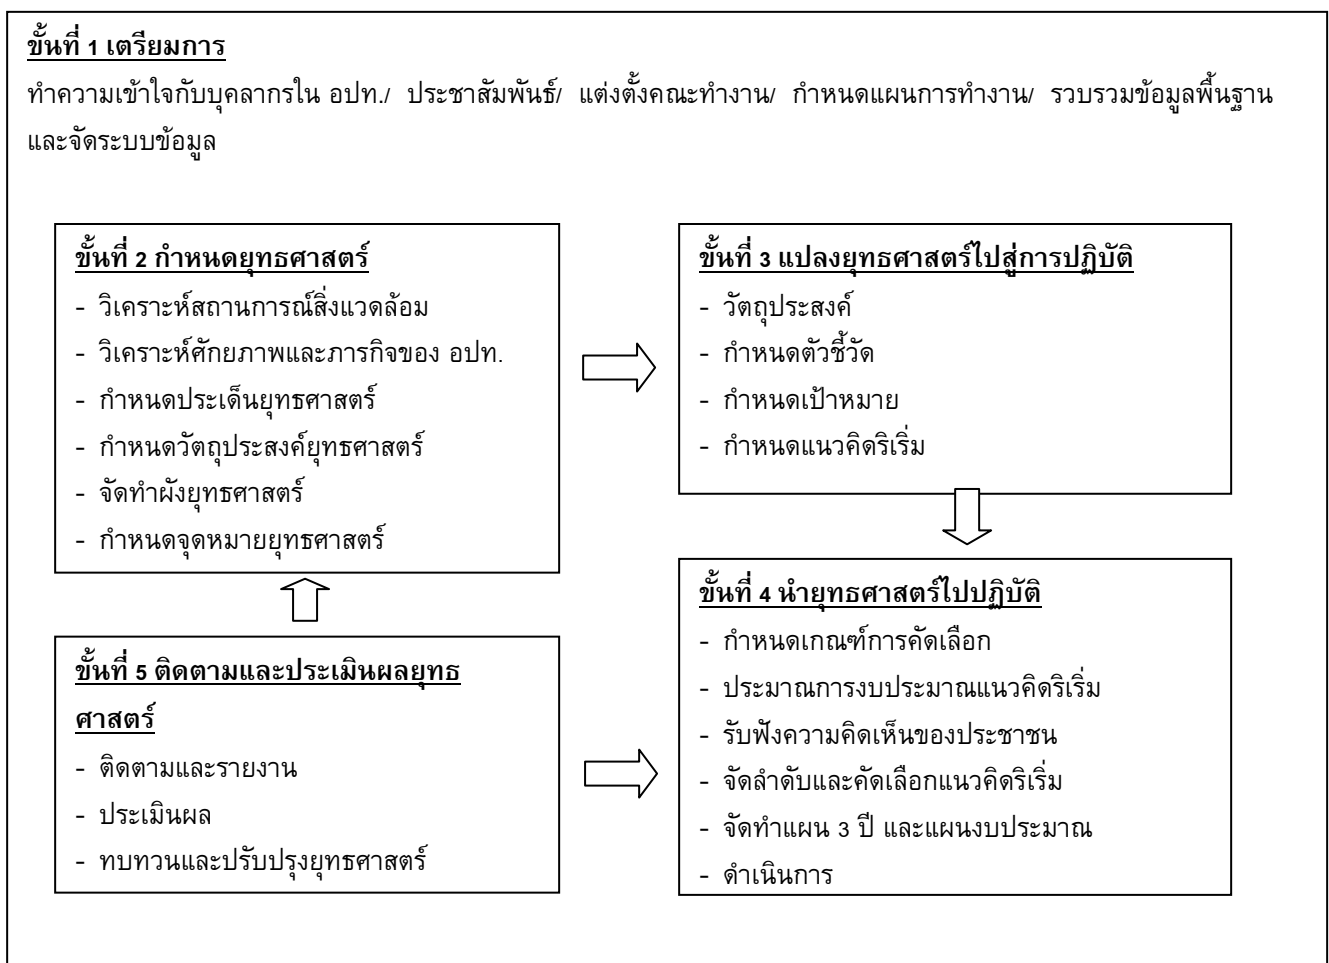 ขั้นที่ 1 เตรียมการ
ทำความเข้าใจกับบุคลากรใน อปท./ ประชาสัมพันธ์/ แต่งตั้งคณะทำงาน/ กำหนดแผนการทำงาน/ รวบรวมข้อมูลพื้นฐาน
และจัดระบบข้อมูล
ขั้นที่ 2 กำหนดยุทธศาสตร์
- วิเคราะห์สถานการณ์สิ่งแวดล้อม
- วิเคราะห์ศักยภาพและภารกิจของ อปท.
- กำหนดประเด็นยุทธศาสตร์
- กำหนดวัตถุประสงค์ยุทธศาสตร์
- จัดทำผังยุทธศาสตร์
- กำหนดจุดหมายยุทธศาสตร์
ขั้นที่ 3 แปลงยุทธศาสตร์ไปสู่การปฏิบัติ
- วัตถุประสงค์
- กำหนดตัวชี้วัด
- กำหนดเป้าหมาย
- กำหนดแนวคิดริเริ่ม
ขั้นที่ 4 นำยุทธศาสตร์ไปปฏิบัติ
- กำหนดเกณฑ์การคัดเลือก
- ประมาณการงบประมาณแนวคิดริเริ่ม
- รับฟังความคิดเห็นของประชาชน
- จัดลำดับและคัดเลือกแนวคิดริเริ่ม
- จัดทำแผน 3 ปี และแผนงบประมาณ
- ดำเนินการ
ขั้นที่ 5 ติดตามและประเมินผลยุทธ
ศาสตร์
- ติดตามและรายงาน
- ประเมินผล
- ทบทวนและปรับปรุงยุทธศาสตร์